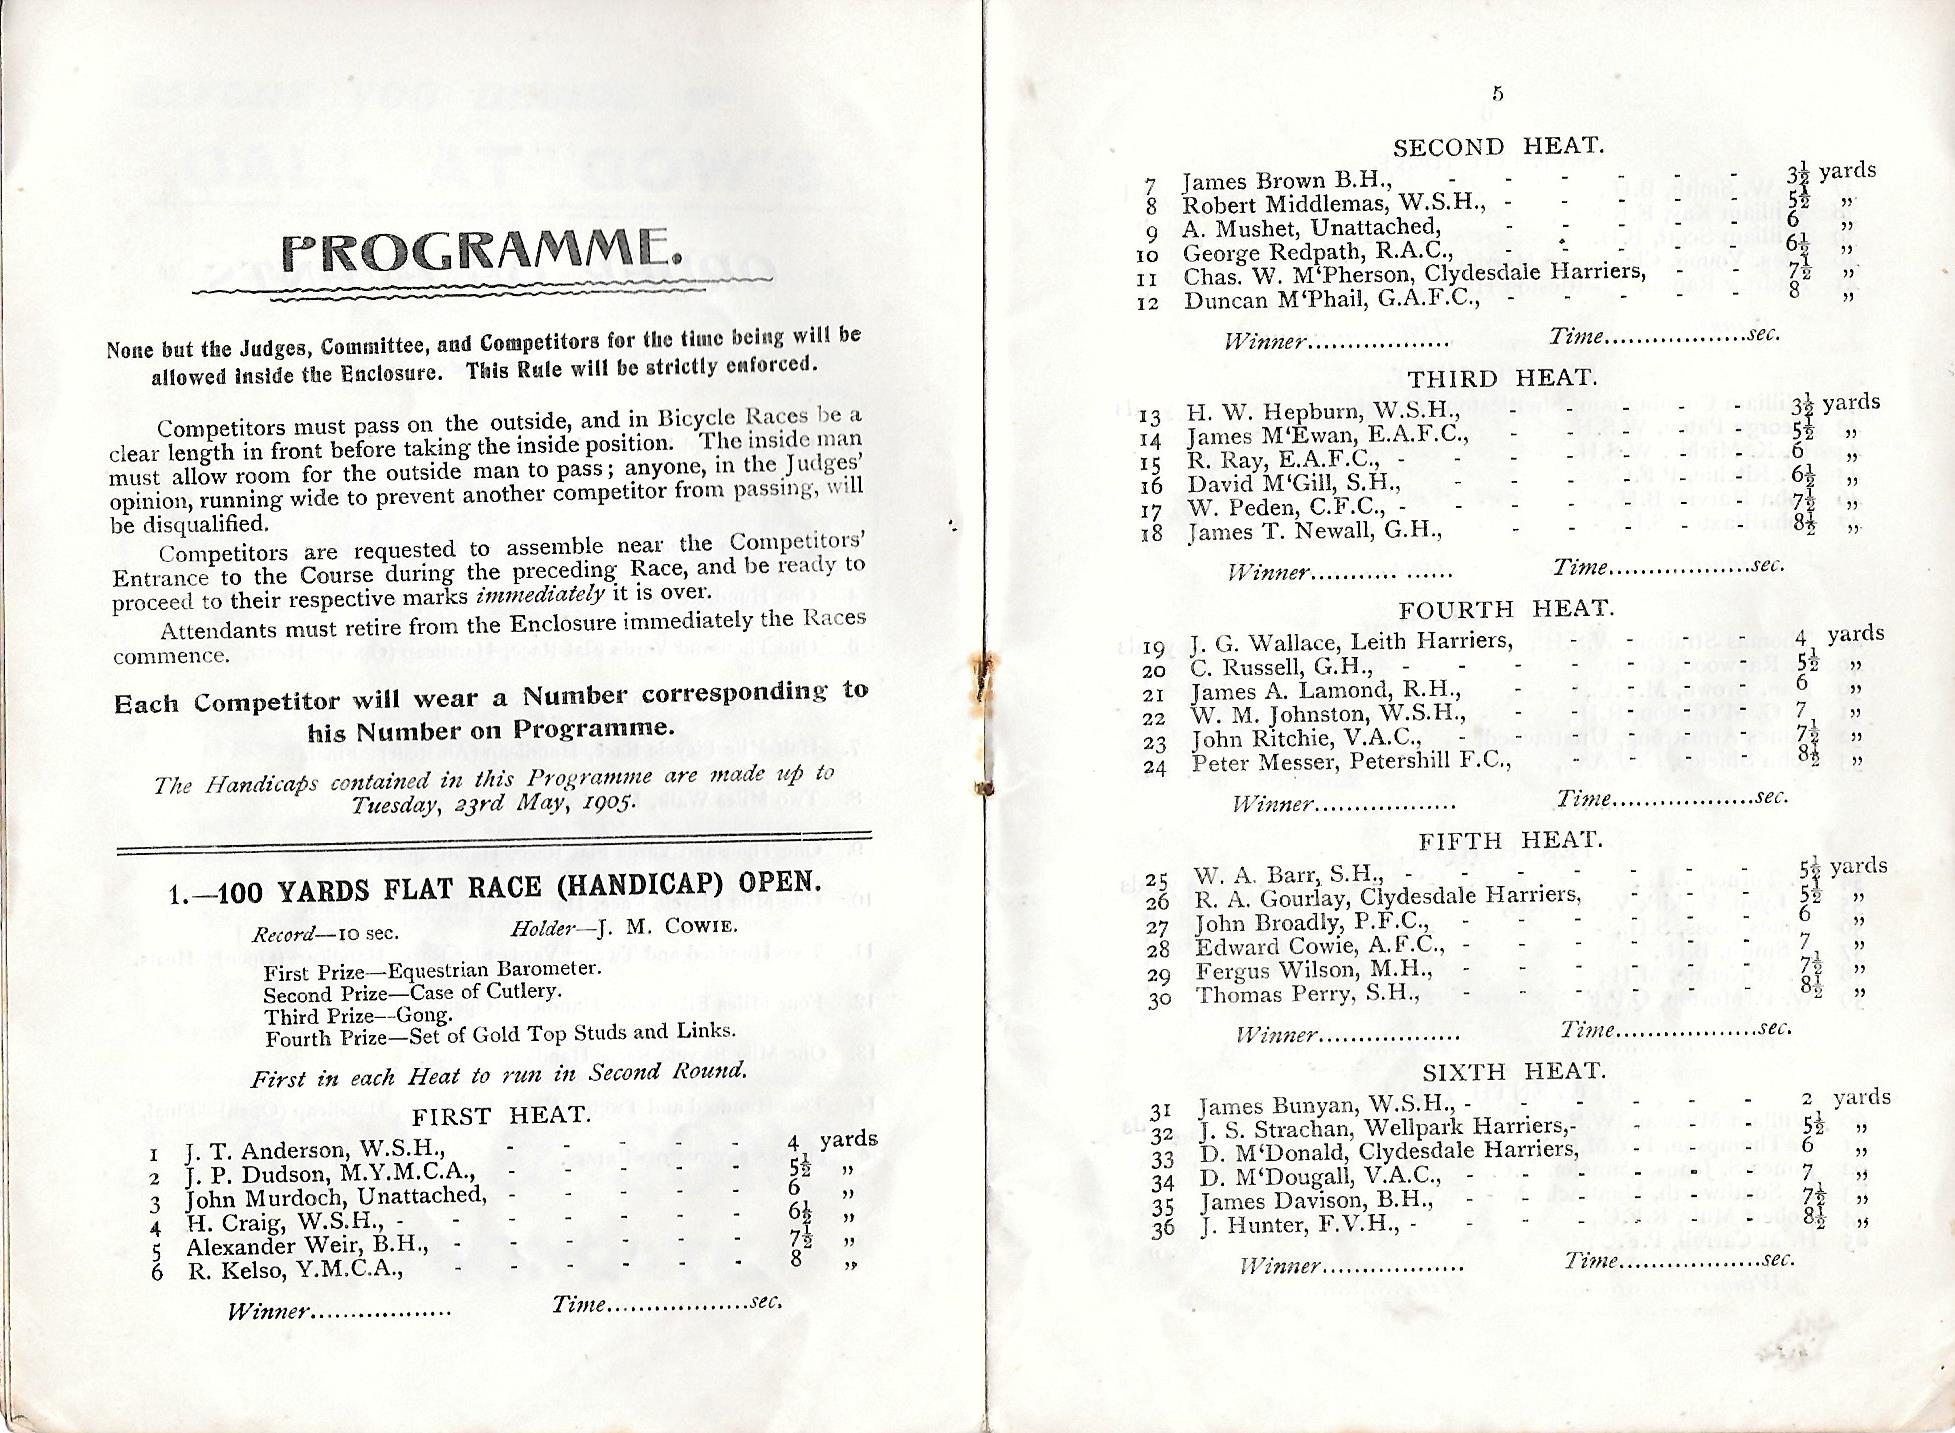 PROGRAMME.
None but the Judges, Committee, and Competitors for the time being will be
allowed inside the Enclosure. This Rule will be strictly enforced.
Competitors must pass on the outside, and in Bicycle Races be a
clear length in front before taking the inside position. The inside man
must allow room for the outside man to pass; anyone, in the Judges'
opinion, running wide to prevent another competitor from passing, will
be disqualified.
Competitors are requested to assemble near the Competitors'
Entrance to the Course during the preceding Race, and be ready to
proceed to their respective marks immediately it is over.
Attendants must retire from the Enclosure immediately the Races
commence.
Each Competitor will wear a Number corresponding to
his Number on Programme.
The Handicaps contained in this Programme are made up to
Tuesday, 23rd May, 1905.
1.—100 YARDS FLAT RACE (HANDICAP) OPEN.
Record—10 sec. Holder—J. M. COWIE.
First Prize—Equestrian Barometer.
Second Prize—Case of Cutlery.
Third Prize—Gong.
Fourth Prize—Set of Gold Top Studs and Links.
First in each Heat to run in Second Round.
FIRST HEAT.
1 J. T. Anderson, W.S.H., - - - - - 4 yards
2 J. P. Dudson, M.Y.M.C.A., - - - - - 5½ „
3 John Murdoch, Unattached, - - - - - 6 „
4 H. Craig, W.S.H., - - - - - - - 6½ „
5 Alexander Weir, B.H., - - - - - - 7½ „
6 R. Kelso, Y.M.C.A., - - - - - - 8 „
Winner.................. Time...................sec.
5
SECOND HEAT.
7 James Brown B.H., - - - - - - 3½ yards
8 Robert Middlemas, W.S.H., - - - - - 5½ „
9 A. Mushet, Unattached, - - - - - 6 „
10 George Redpath, R.A.C., - - - - - 6½ „
11 Chas. W. M'Pherson, Clydesdale Harriers, - - 7½ „
12 Duncan M'Phail, G.A.F.C., - - - - - 8 „
Winner.................. Time...................sec.
THIRD HEAT.
13 H. W. Hepburn, W.S.H., - - - - - 3½ yards
14 James M'Ewan, E.A.F.C., - - - - - 5½ „
15 R. Ray, E.A.F.C., - - - - - - - 6 „
16 David M'Gill, S.H., - - - - - - 6½ „
17 W. Peden, C.F.C., - - - - - - - 7½ „
18 James T. Newall, G.H., - - - - - 8½ „
Winner........... ...... Time...................sec.
FOURTH HEAT.
19 J. G. Wallace, Leith Harriers, - - - - 4 yards
20 C. Russell, G.H., - - - - - - - 5½ „
21 James A. Lamond, R.H., - - - - - 6 „
22 W. M. Johnston, W.S.H., - - - - - 7 „
23 John Ritchie, V.A.C., - - - - - - 7½ „
24 Peter Messer, Petershill F.C., - - - - 8½ „
Winner.................. Time...................sec.
FIFTH HEAT.
25 W. A. Barr, S.H., - - - - - - - 5½ yards
26 R. A. Gourlay, Clydesdale Harriers, - - - 5½ „
27 John Broadly, P.F.C., - - - - - - 6 „
28 Edward Cowie, A.F.C., - - - - - - 7 „
29 Fergus Wilson, M.H., - - - - - - 7½ „
30 Thomas Perry, S.H., - - - - - - 8½ „
Winner.................. Time...................sec.
SIXTH HEAT.
31 James Bunyan, W.S.H., - - - - - - 2 yards
32 J. S. Strachan, Wellpark Harriers,- - - - 5½ „
33 D. M'Donald, Clydesdale Harriers, - - - 6 „
34 D. M'Dougall, V.A.C., - - - - - - 7 „
35 James Davison, B.H., - - - - - - 7½ „
36 J. Hunter, F.V.H., - - - - - - - 8½ „
Winner.................. Time...................sec.